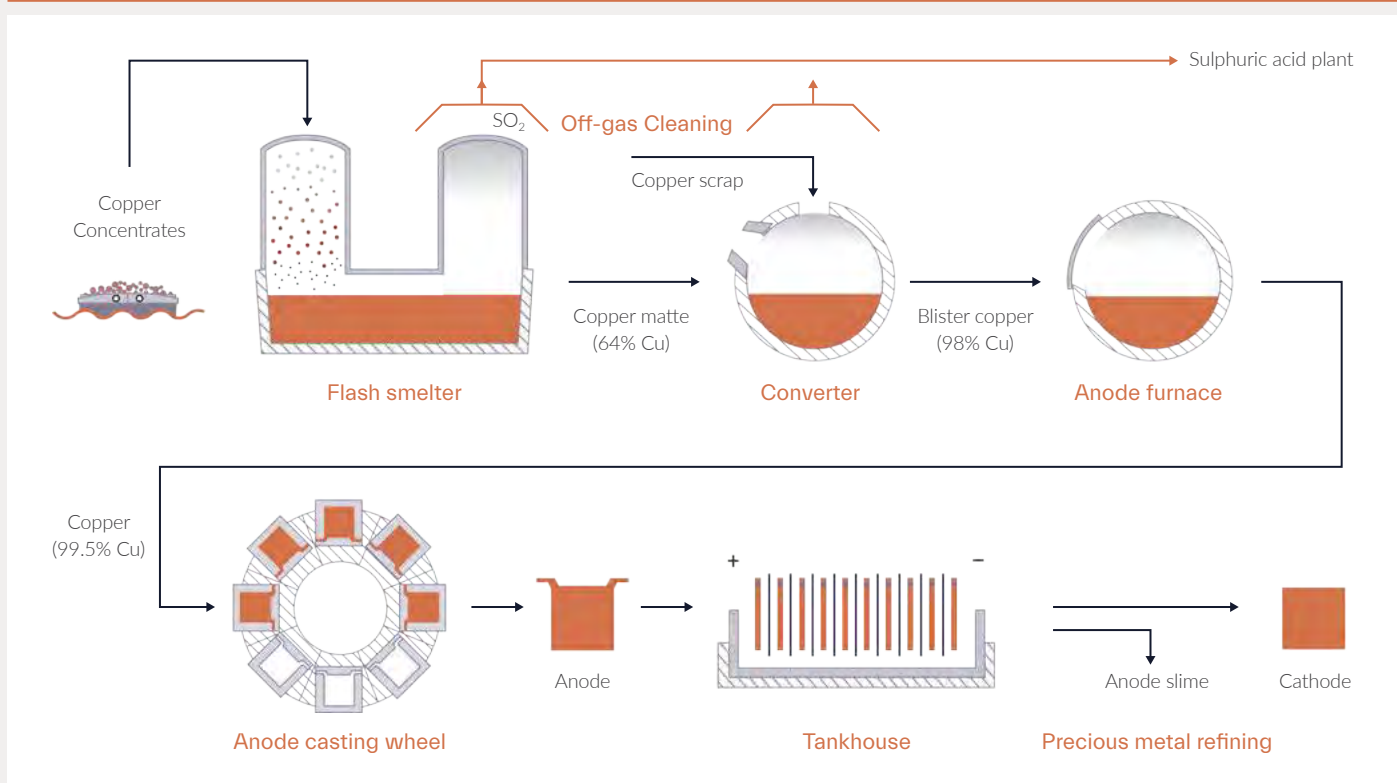 Sulphuric acid plant
SO₂
Off-gas Cleaning
Copper scrap
Copper
Concentrates
Copper matte
(64% Cu)
Blister copper
(98% Cu)
Flash smelter
Converter
Anode furnace
Copper
(99.5% Cu)
+
−
Anode
Anode slime
Cathode
Anode casting wheel
Tankhouse
Precious metal refining